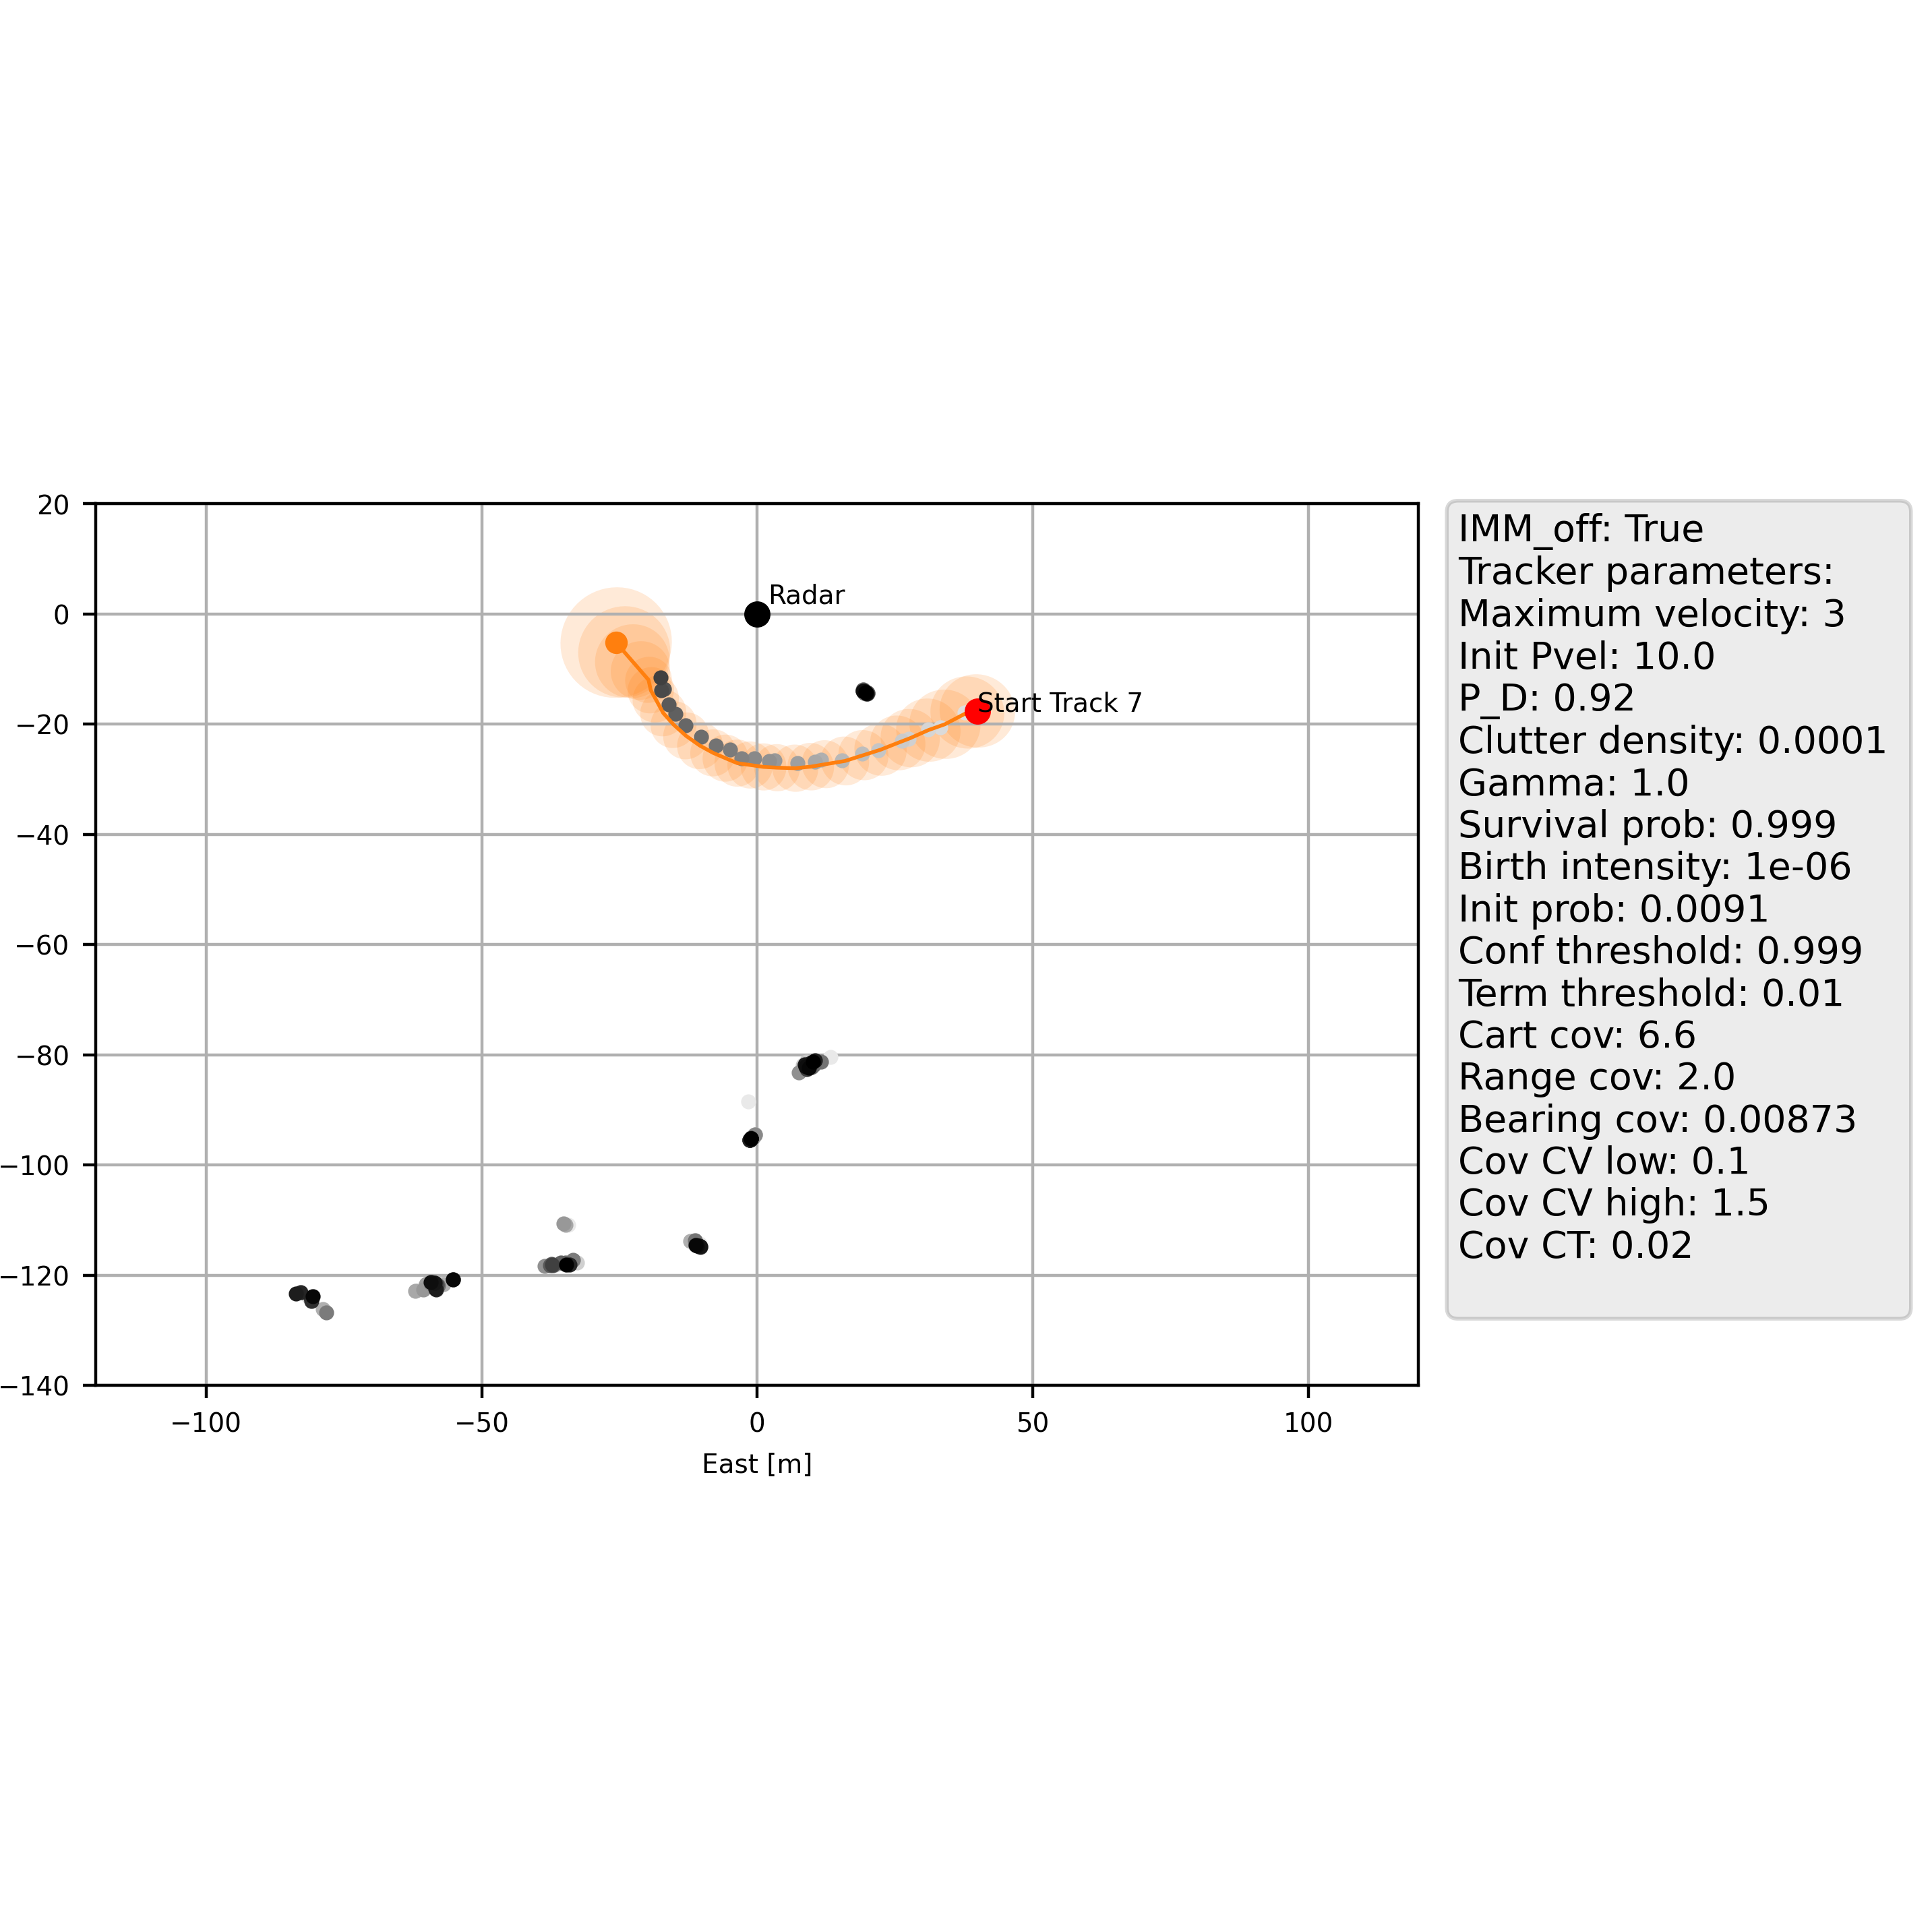 20
0
−20
−40
−60
−80
−100
−120
−140
−100
−50
0
50
100
East [m]
Radar
Start Track 7
IMM_off: True
Tracker parameters:
Maximum velocity: 3
Init Pvel: 10.0
P_D: 0.92
Clutter density: 0.0001
Gamma: 1.0
Survival prob: 0.999
Birth intensity: 1e-06
Init prob: 0.0091
Conf threshold: 0.999
Term threshold: 0.01
Cart cov: 6.6
Range cov: 2.0
Bearing cov: 0.00873
Cov CV low: 0.1
Cov CV high: 1.5
Cov CT: 0.02